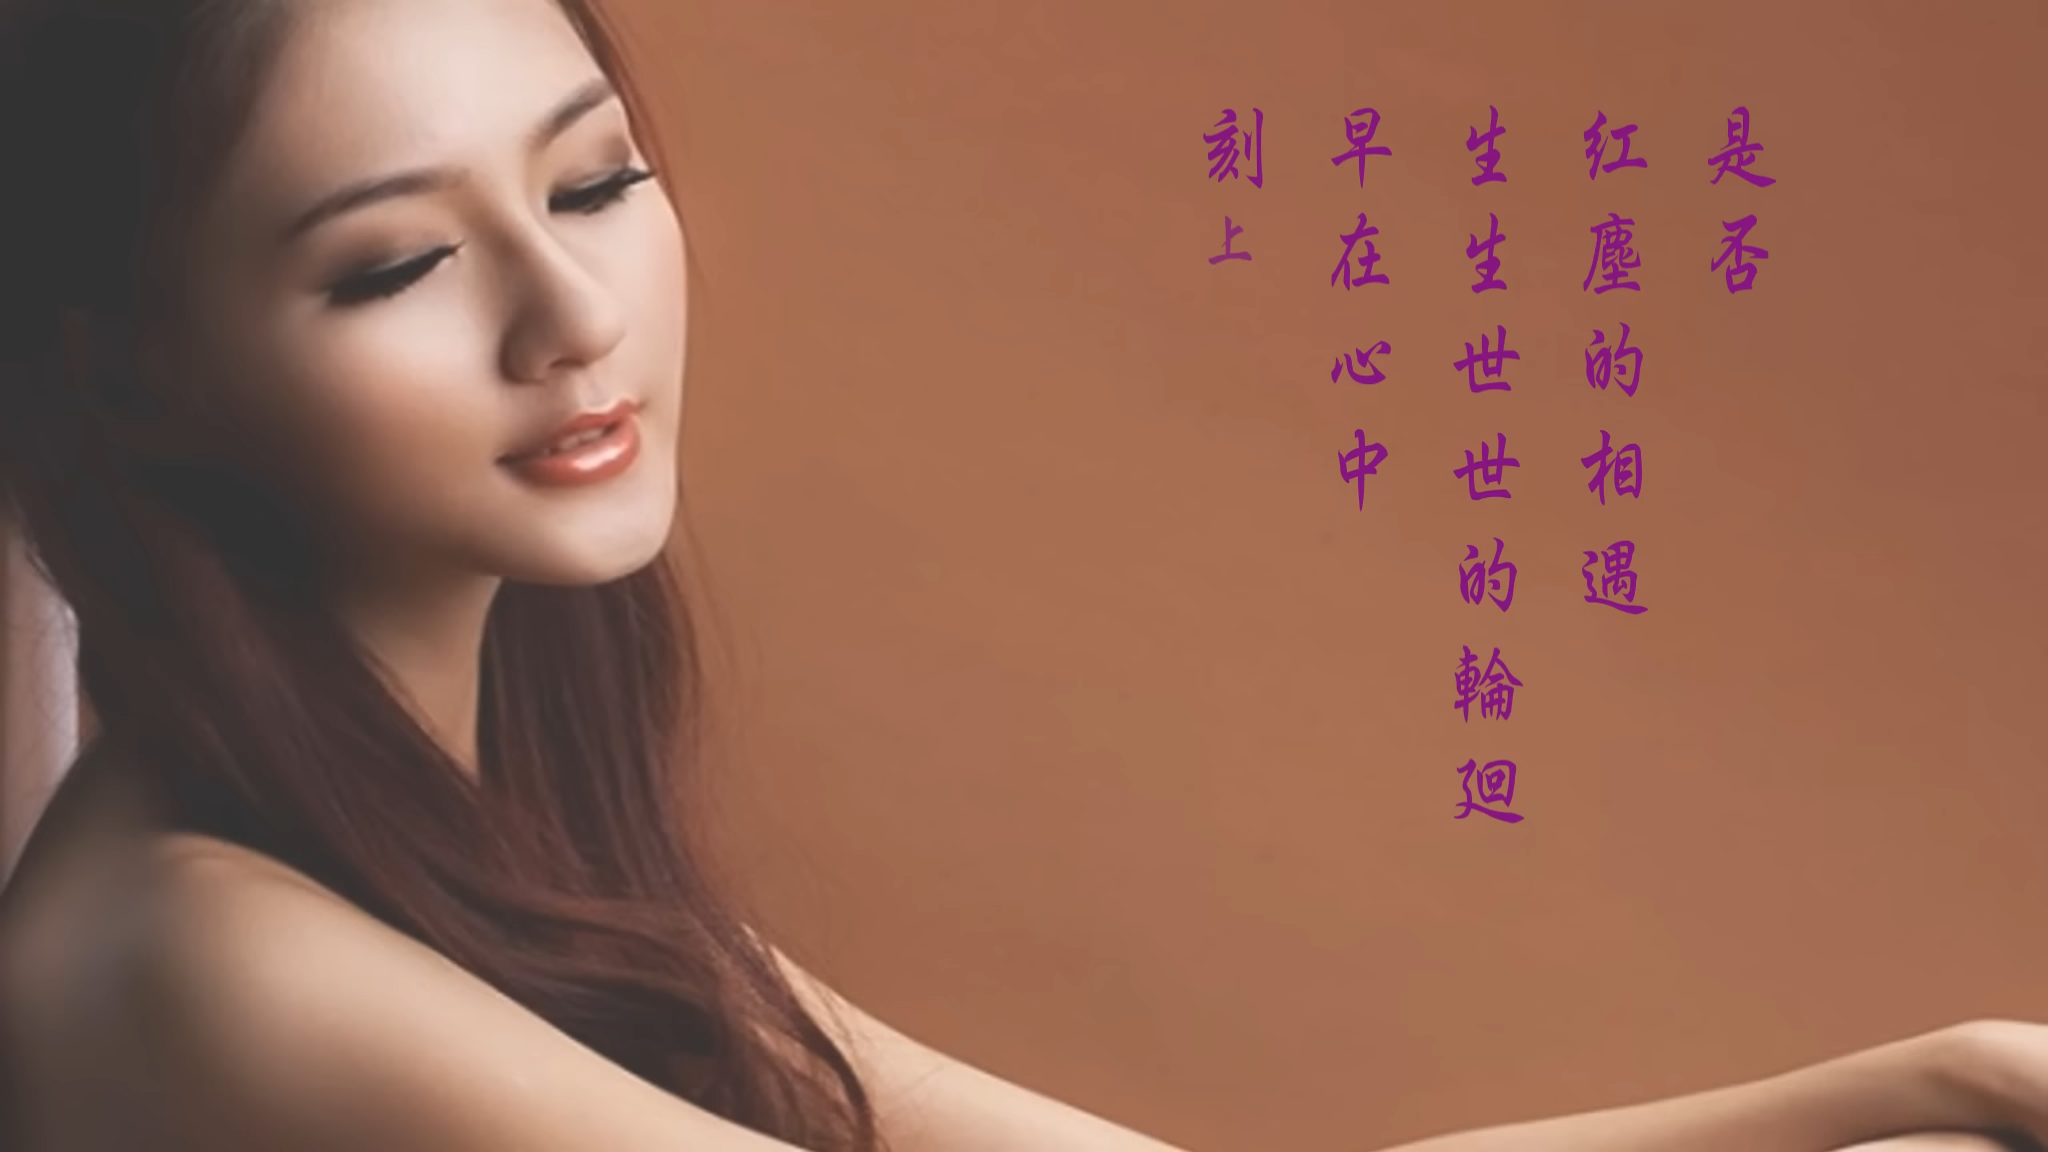 是否
紅塵的相遇
生生世世的輪迴
早在心中
刻上